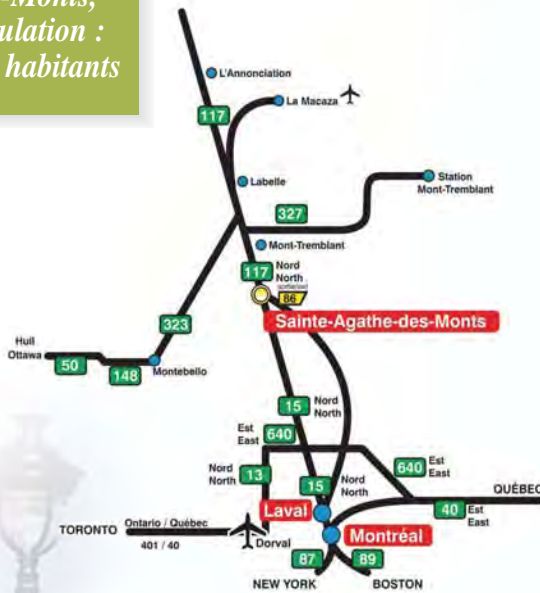 -Monts,
ulation :
habitants
L'Annonciation
La Macaza
117
Labelle
Station
Mont-Tremblant
327
Mont-Tremblant
117 Nord
North
86
Sainte-Agathe-des-Monts
323
Hull
Ottawa
50
148
Montebello
15 Nord
North
Est
East
640
Nord
North
13
15 Nord
North
640 Est
East
QUÉBEC
40 Est
East
Laval
Montréal
TORONTO
Ontario / Québec
401 / 40
Dorval
87
89
NEW YORK
BOSTON